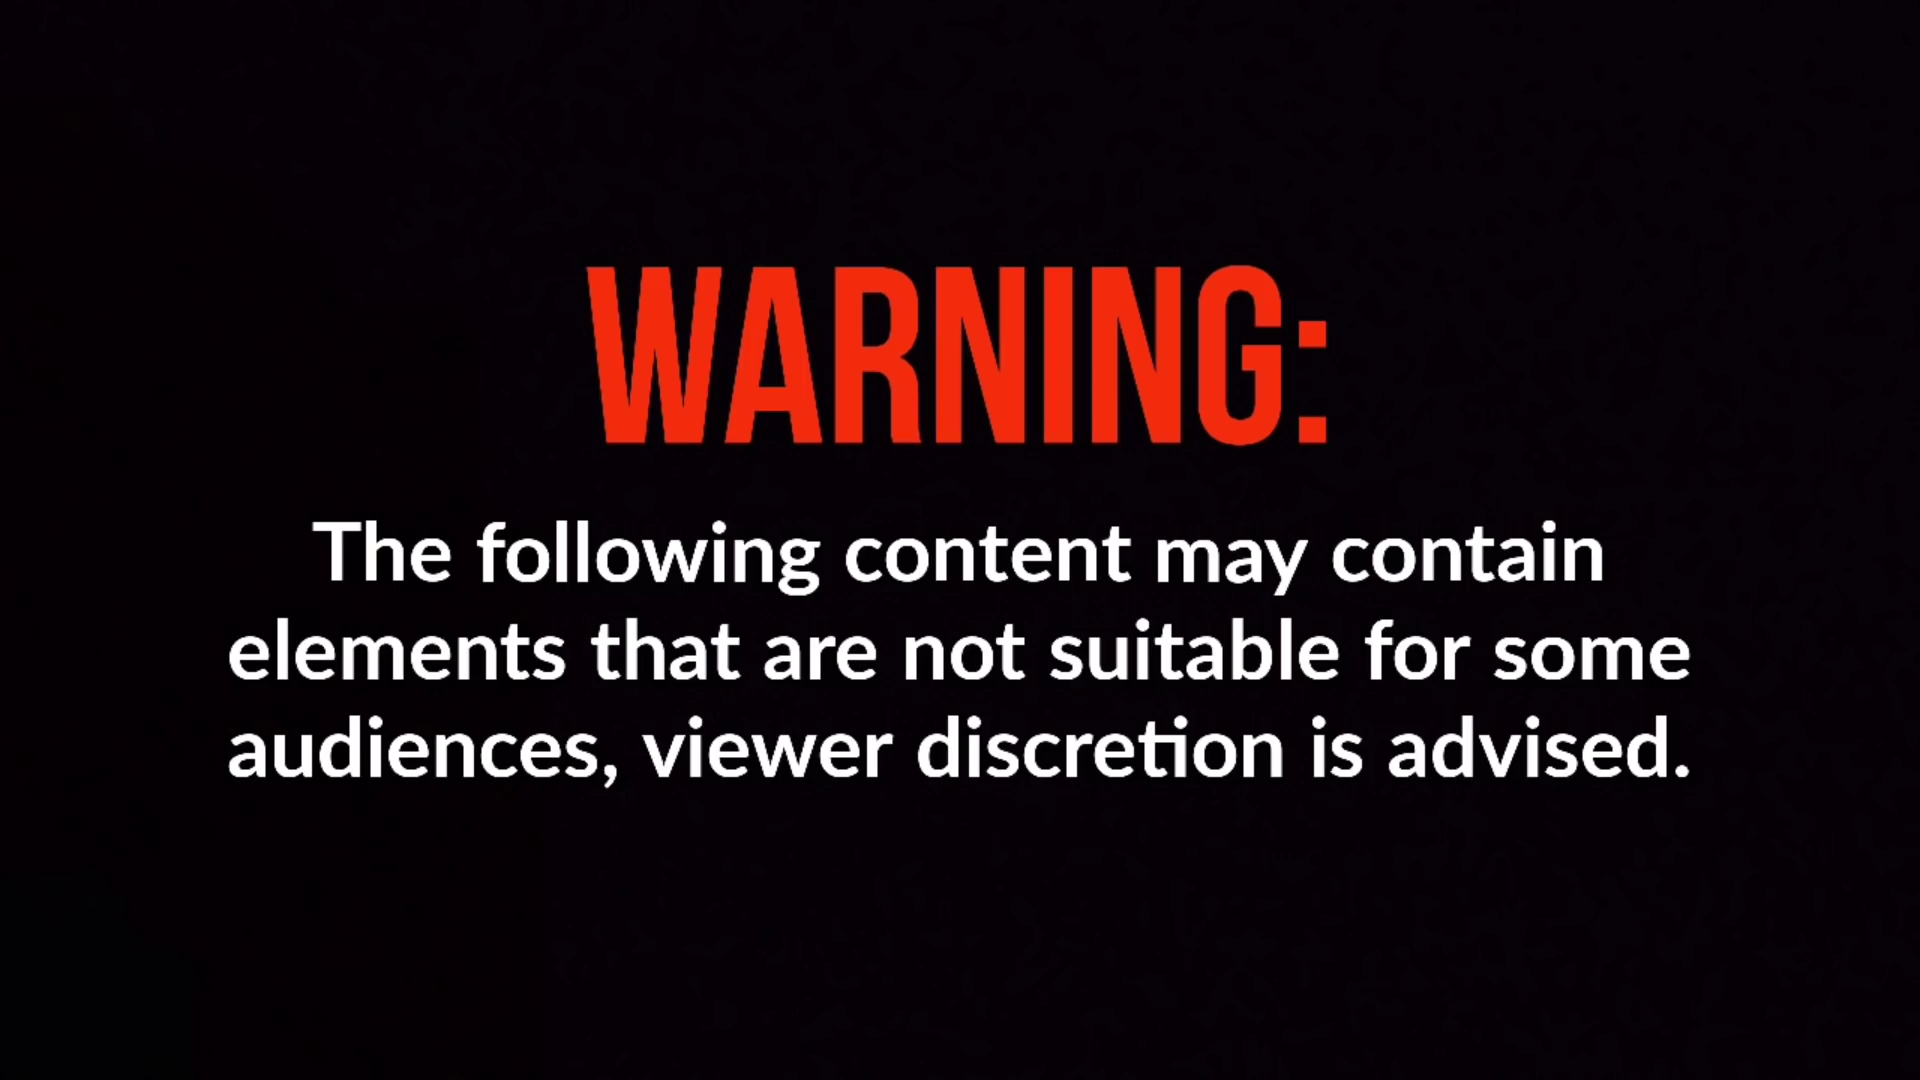 WARNING:
The following content may contain
elements that are not suitable for some
audiences, viewer discretion is advised.